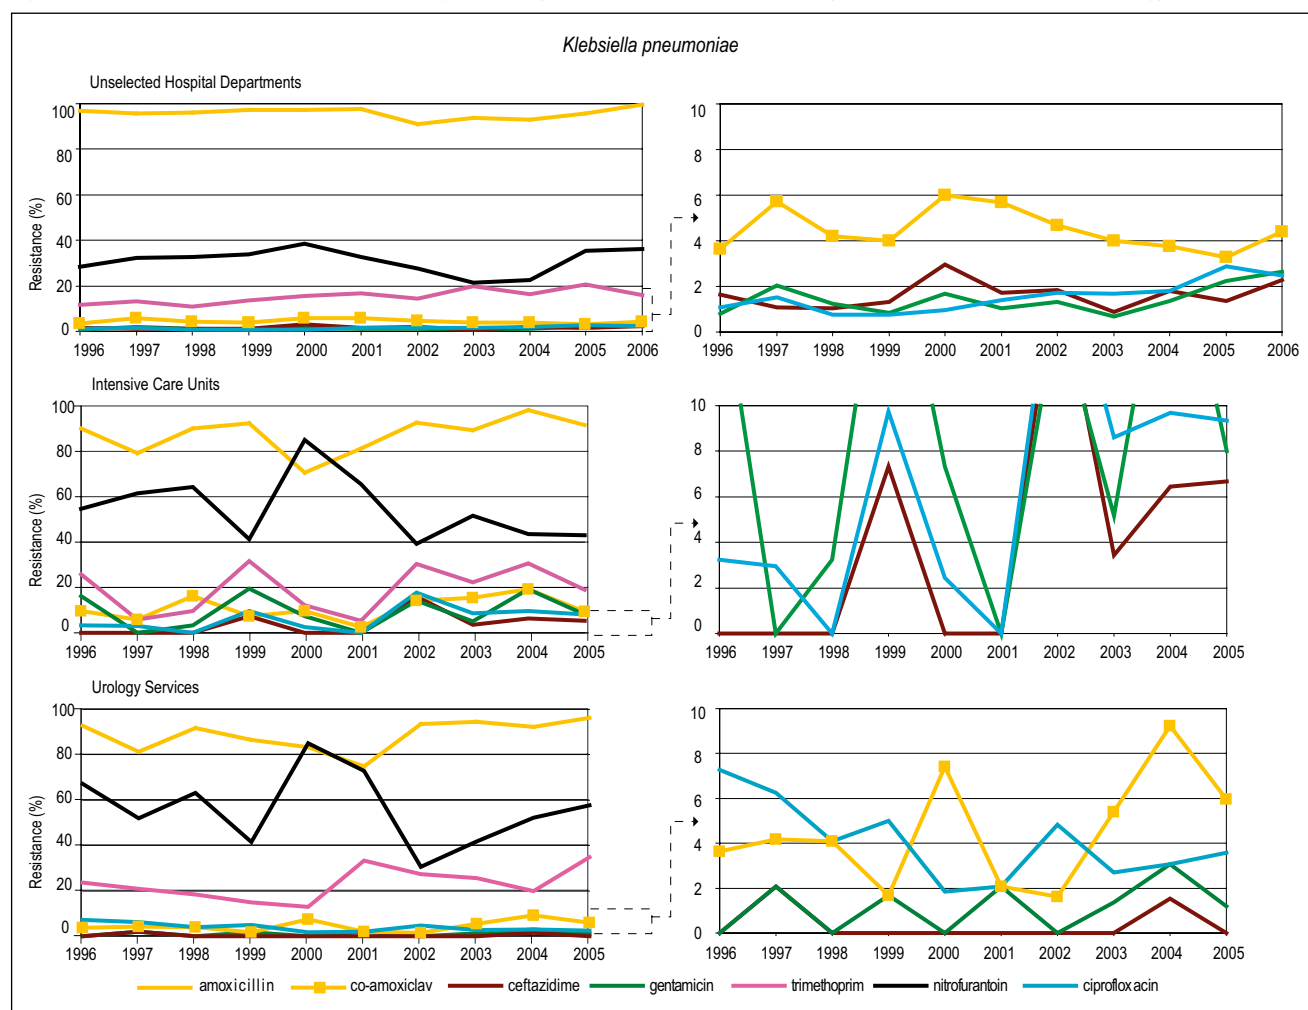 Klebsiella pneumoniae
Unselected Hospital Departments
Resistance (%)
100
80
60
40
20
0
1996 1997 1998 1999 2000 2001 2002 2003 2004 2005 2006
10
8
6
4
2
0
1996 1997 1998 1999 2000 2001 2002 2003 2004 2005 2006
Intensive Care Units
Resistance (%)
100
80
60
40
20
0
1996 1997 1998 1999 2000 2001 2002 2003 2004 2005
10
8
6
4
2
0
1996 1997 1998 1999 2000 2001 2002 2003 2004 2005
Urology Services
Resistance (%)
100
80
60
40
20
0
1996 1997 1998 1999 2000 2001 2002 2003 2004 2005
10
8
6
4
2
0
1996 1997 1998 1999 2000 2001 2002 2003 2004 2005
amoxicillin co-amoxiclav ceftazidime gentamicin trimethoprim nitrofurantoin ciprofloxacin